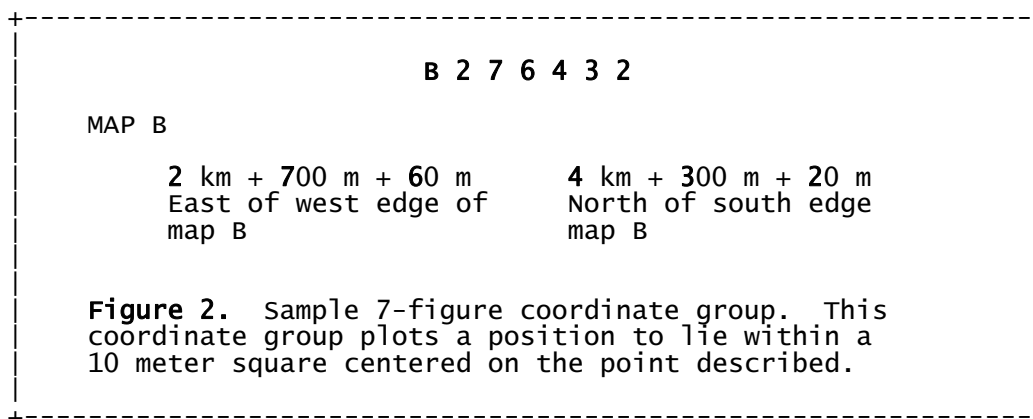 B 2 7 6 4 3 2
MAP B
2 km + 700 m + 60 m    4 km + 300 m + 20 m
East of west edge of    North of south edge
map B    map B
Figure 2.  Sample 7-figure coordinate group.  This
coordinate group plots a position to lie within a
10 meter square centered on the point described.